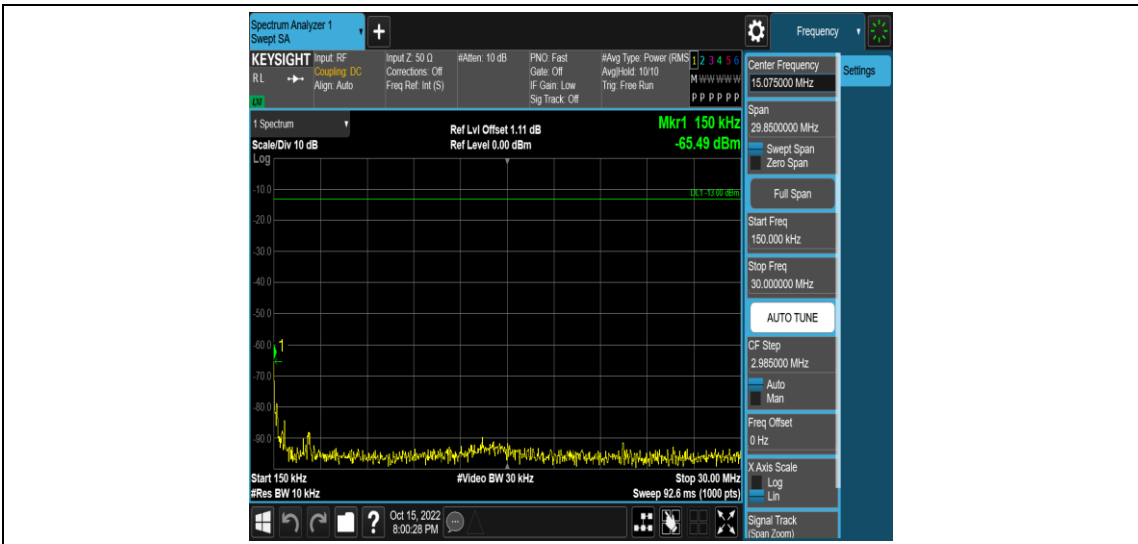 Spectrum Analyzer 1
Swept SA
+
Frequency
KEYSIGHT
RL
LXI
Input: RF
Coupling: DC
Align: Auto
Input Z: 50 Ω
Corrections: Off
Freq Ref: Int (S)
#Atten: 10 dB
PNO: Fast
Gate: Off
IF Gain: Low
Sig Track: Off
#Avg Type: Power (RMS
Avg|Hold: 10/10
Trig: Free Run
1 2 3 4 5 6
M W W W W W
P P P P P P
Center Frequency
15.075000 MHz
Settings
Span
29.8500000 MHz
Swept Span
Zero Span
Full Span
Start Freq
150.000 kHz
Stop Freq
30.000000 MHz
AUTO TUNE
CF Step
2.985000 MHz
Auto
Man
Freq Offset
0 Hz
X Axis Scale
Log
Lin
Signal Track
(Span Zoom)
1 Spectrum
Scale/Div 10 dB
Log
Ref Lvl Offset 1.11 dB
Ref Level 0.00 dBm
Mkr1 150 kHz
-65.49 dBm
DL1 -13.00 dBm
-10.0
-20.0
-30.0
-40.0
-50.0
-60.0
1
-70.0
-80.0
-90.0
Start 150 kHz
#Video BW 30 kHz
Stop 30.00 MHz
#Res BW 10 kHz
Sweep 92.6 ms (1000 pts)
?
Oct 15, 2022
8:00:28 PM